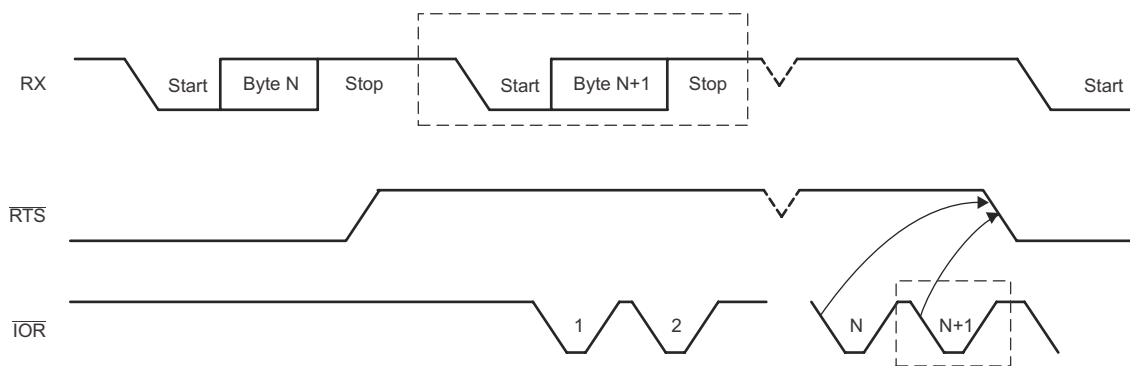 RX Start Byte N Stop Start Byte N+1 Stop Start
RTS
IOR 1 2 N N+1